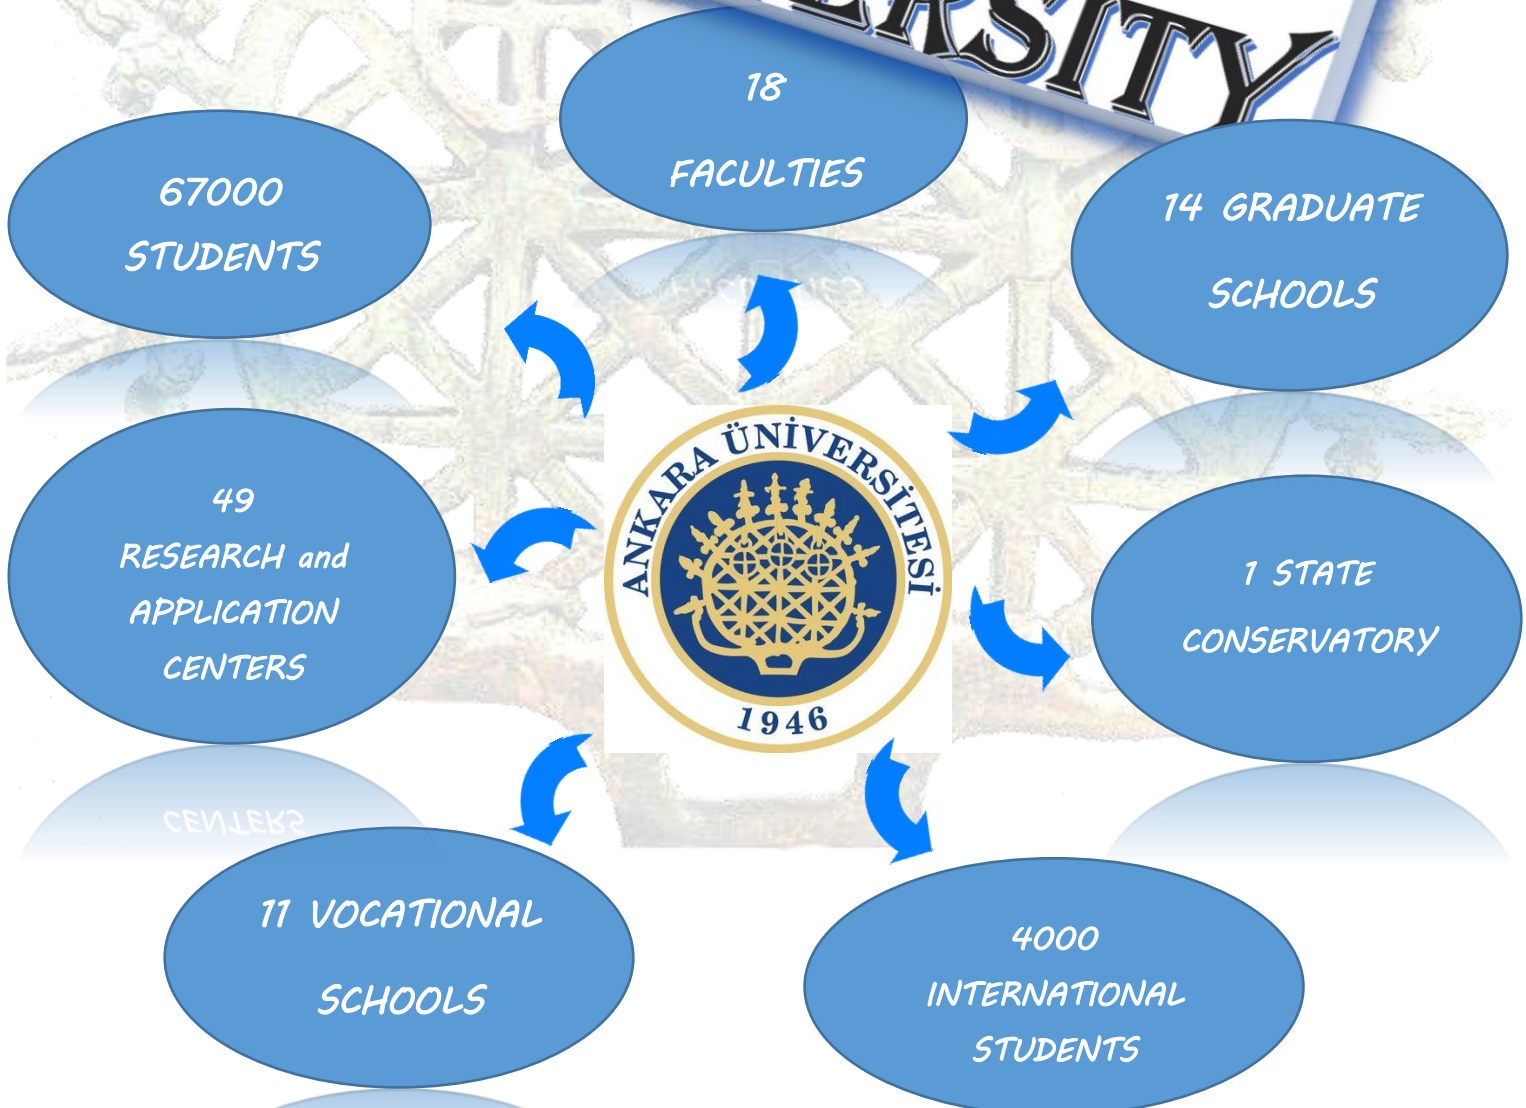 18
FACULTIES
67000
STUDENTS
14 GRADUATE
SCHOOLS
49
RESEARCH and
APPLICATION
CENTERS
ANKARA ÜNİVERSİTESİ
1946
1 STATE
CONSERVATORY
11 VOCATIONAL
SCHOOLS
4000
INTERNATIONAL
STUDENTS